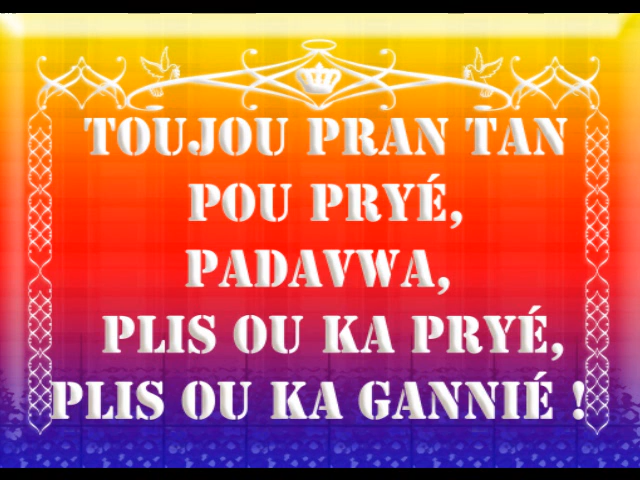 TOUJOU PRAN TAN
POU PRYÉ,
PADAVWA,
PLIS OU KA PRYÉ,
PLIS OU KA GANNIÉ !